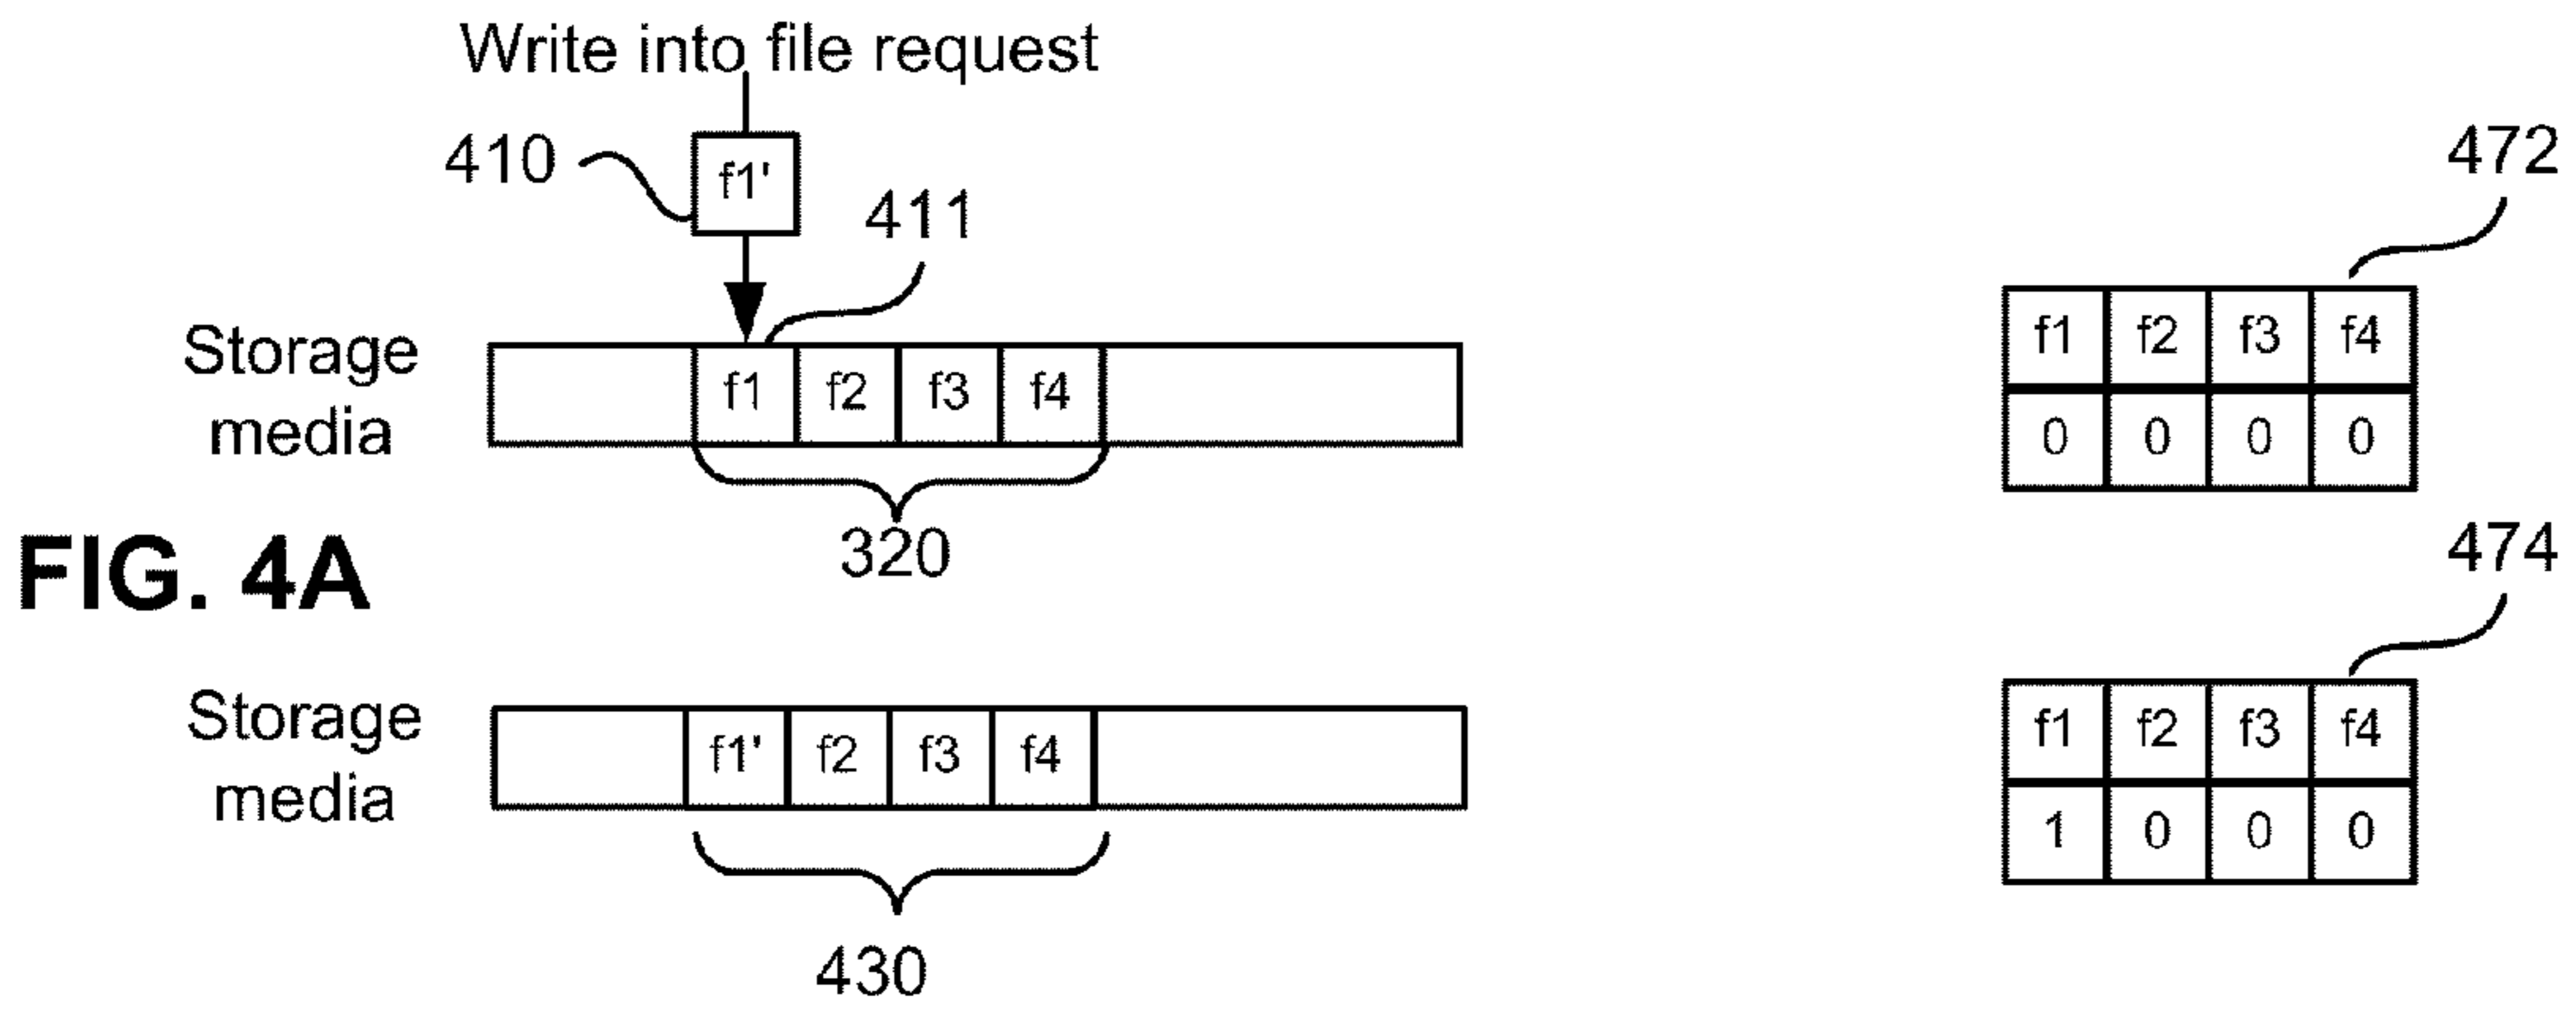 Write into file request
410
f1'
411
472
Storage
media
f1 f2 f3 f4
f1 f2 f3 f4
0 0 0 0
320
FIG. 4A
474
Storage
media
f1' f2 f3 f4
f1 f2 f3 f4
1 0 0 0
430